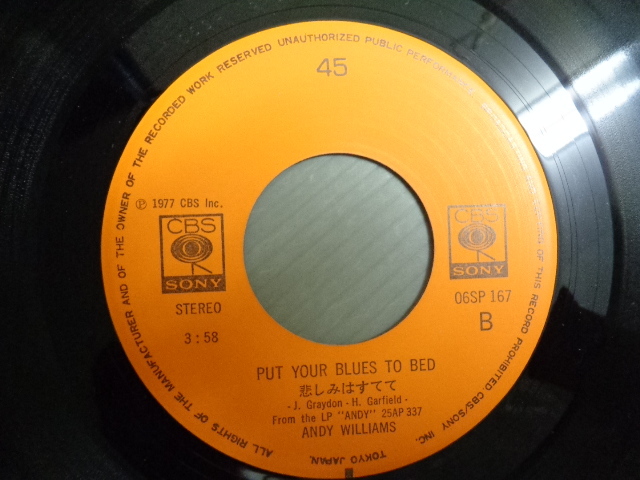 ALL RIGHTS OF THE MANUFACTURER AND OF THE OWNER OF THE RECORDED WORK RESERVED UNAUTHORIZED PUBLIC PERFORMANCE
OF THIS RECORD PROHIBITED CBS/SONY INC.
TOKYO JAPAN.
45
℗ 1977 CBS Inc.
CBS
SONY
CBS
SONY
STEREO
06SP 167
3:58
B
PUT YOUR BLUES TO BED
悲しみはすてて
- J. Graydon - H. Garfield -
From the LP "ANDY" 25AP 337
ANDY WILLIAMS